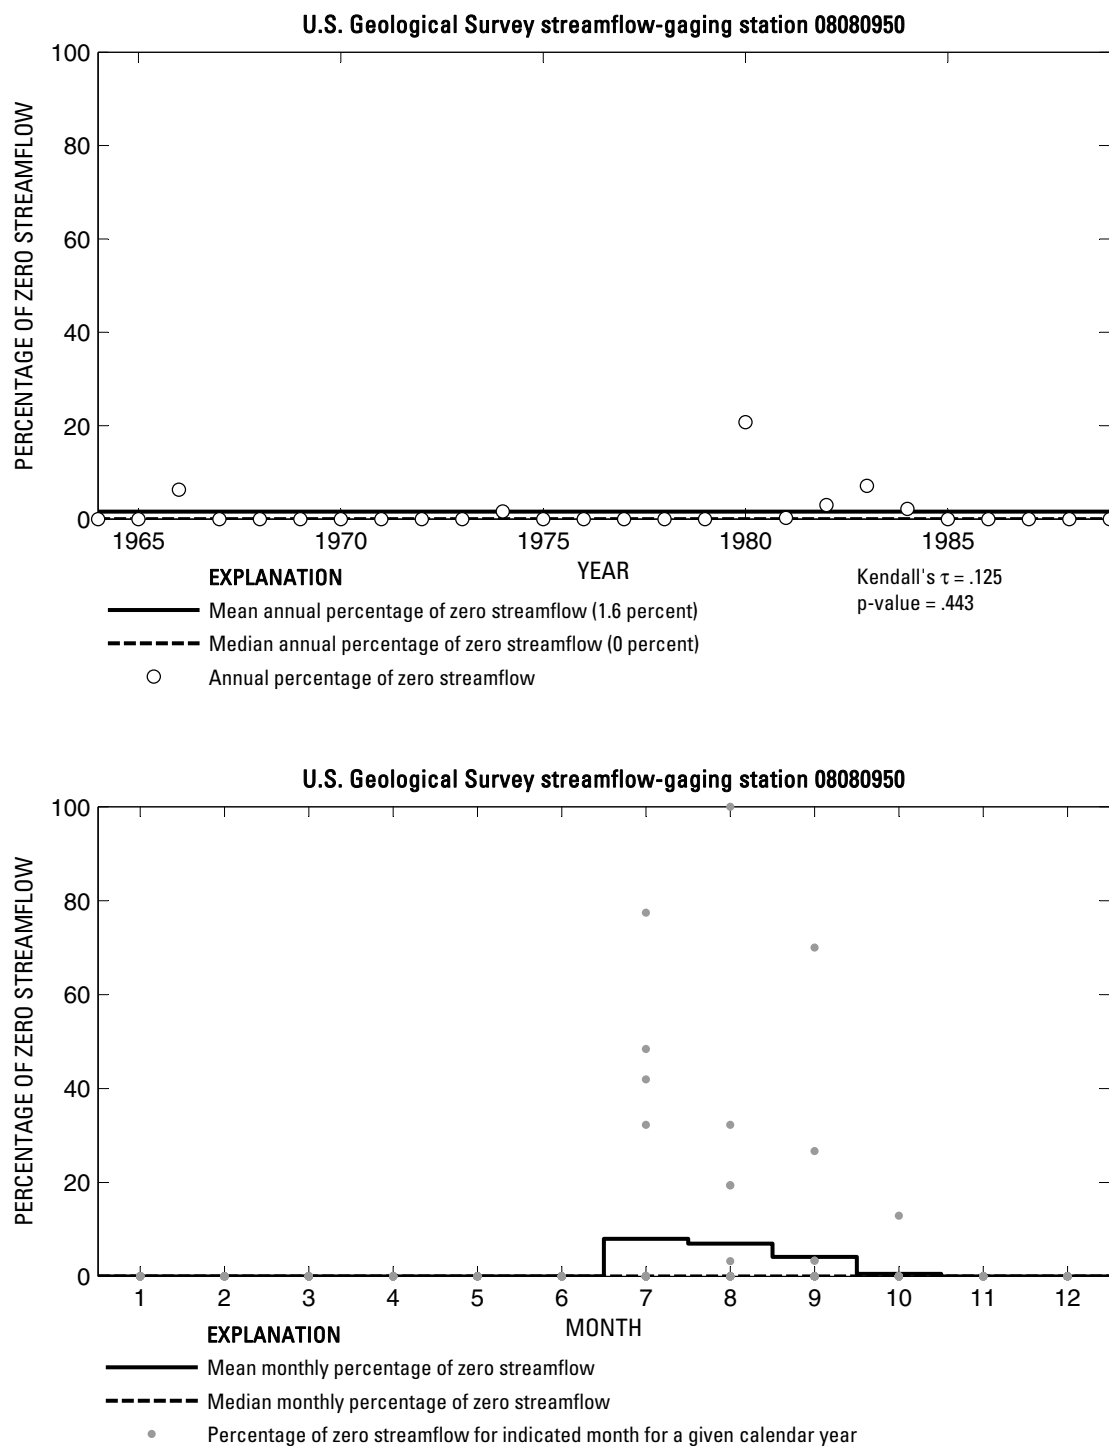 U.S. Geological Survey streamflow-gaging station 08080950
PERCENTAGE OF ZERO STREAMFLOW
100
80
60
40
20
0
1965 1970 1975 1980 1985
YEAR
EXPLANATION
Mean annual percentage of zero streamflow (1.6 percent)
Median annual percentage of zero streamflow (0 percent)
Annual percentage of zero streamflow
Kendall's τ = .125
p-value = .443
U.S. Geological Survey streamflow-gaging station 08080950
PERCENTAGE OF ZERO STREAMFLOW
100
80
60
40
20
0
1 2 3 4 5 6 7 8 9 10 11 12
MONTH
EXPLANATION
Mean monthly percentage of zero streamflow
Median monthly percentage of zero streamflow
Percentage of zero streamflow for indicated month for a given calendar year